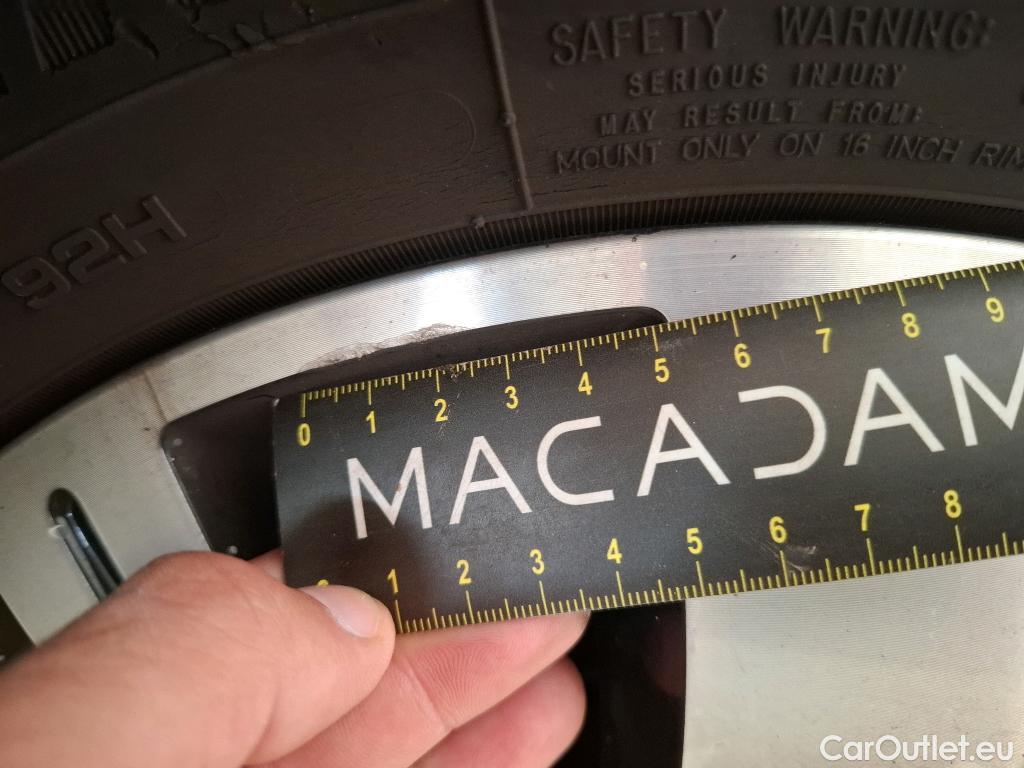 SAFETY WARNING:
SERIOUS INJURY
MAY RESULT FROM:
MOUNT ONLY ON 16 INCH RIM
92H
0 1 2 3 4 5 6 7 8 9
MACADAM
1 2 3 4 5 6 7 8
CarOutlet.eu